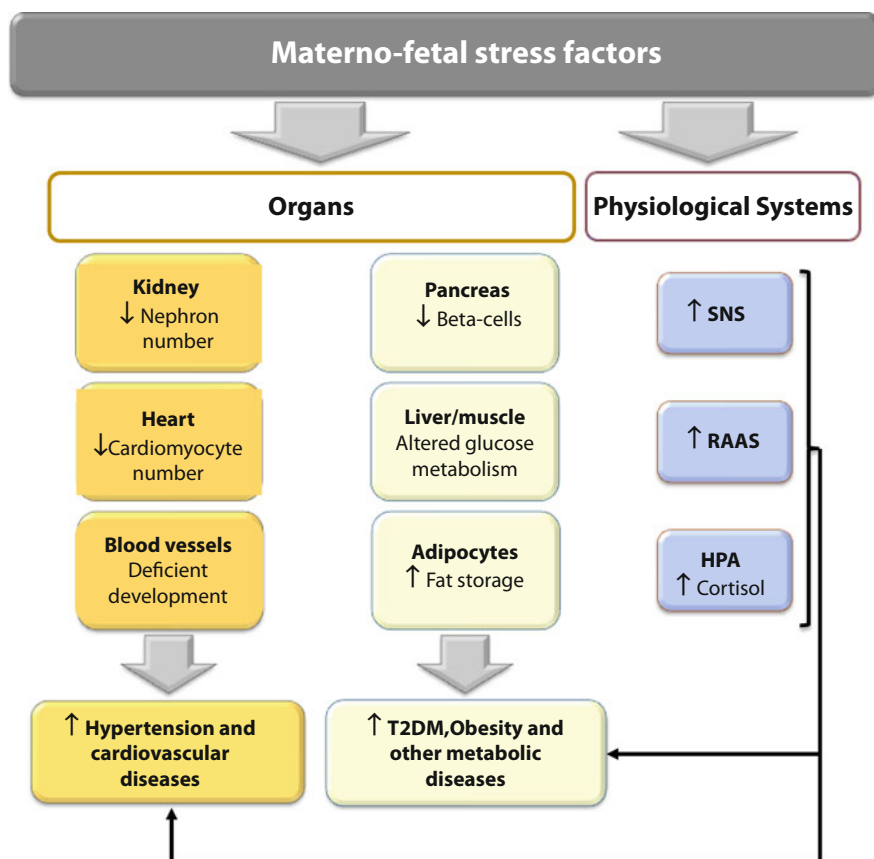 Materno-fetal stress factors
Organs
Physiological Systems
Kidney
↓ Nephron
number
Heart
↓Cardiomyocyte
number
Blood vessels
Deficient
development
Pancreas
↓ Beta-cells
Liver/muscle
Altered glucose
metabolism
Adipocytes
↑ Fat storage
↑ SNS
↑ RAAS
HPA
↑ Cortisol
↑ Hypertension and
cardiovascular
diseases
↑ T2DM,Obesity and
other metabolic
diseases